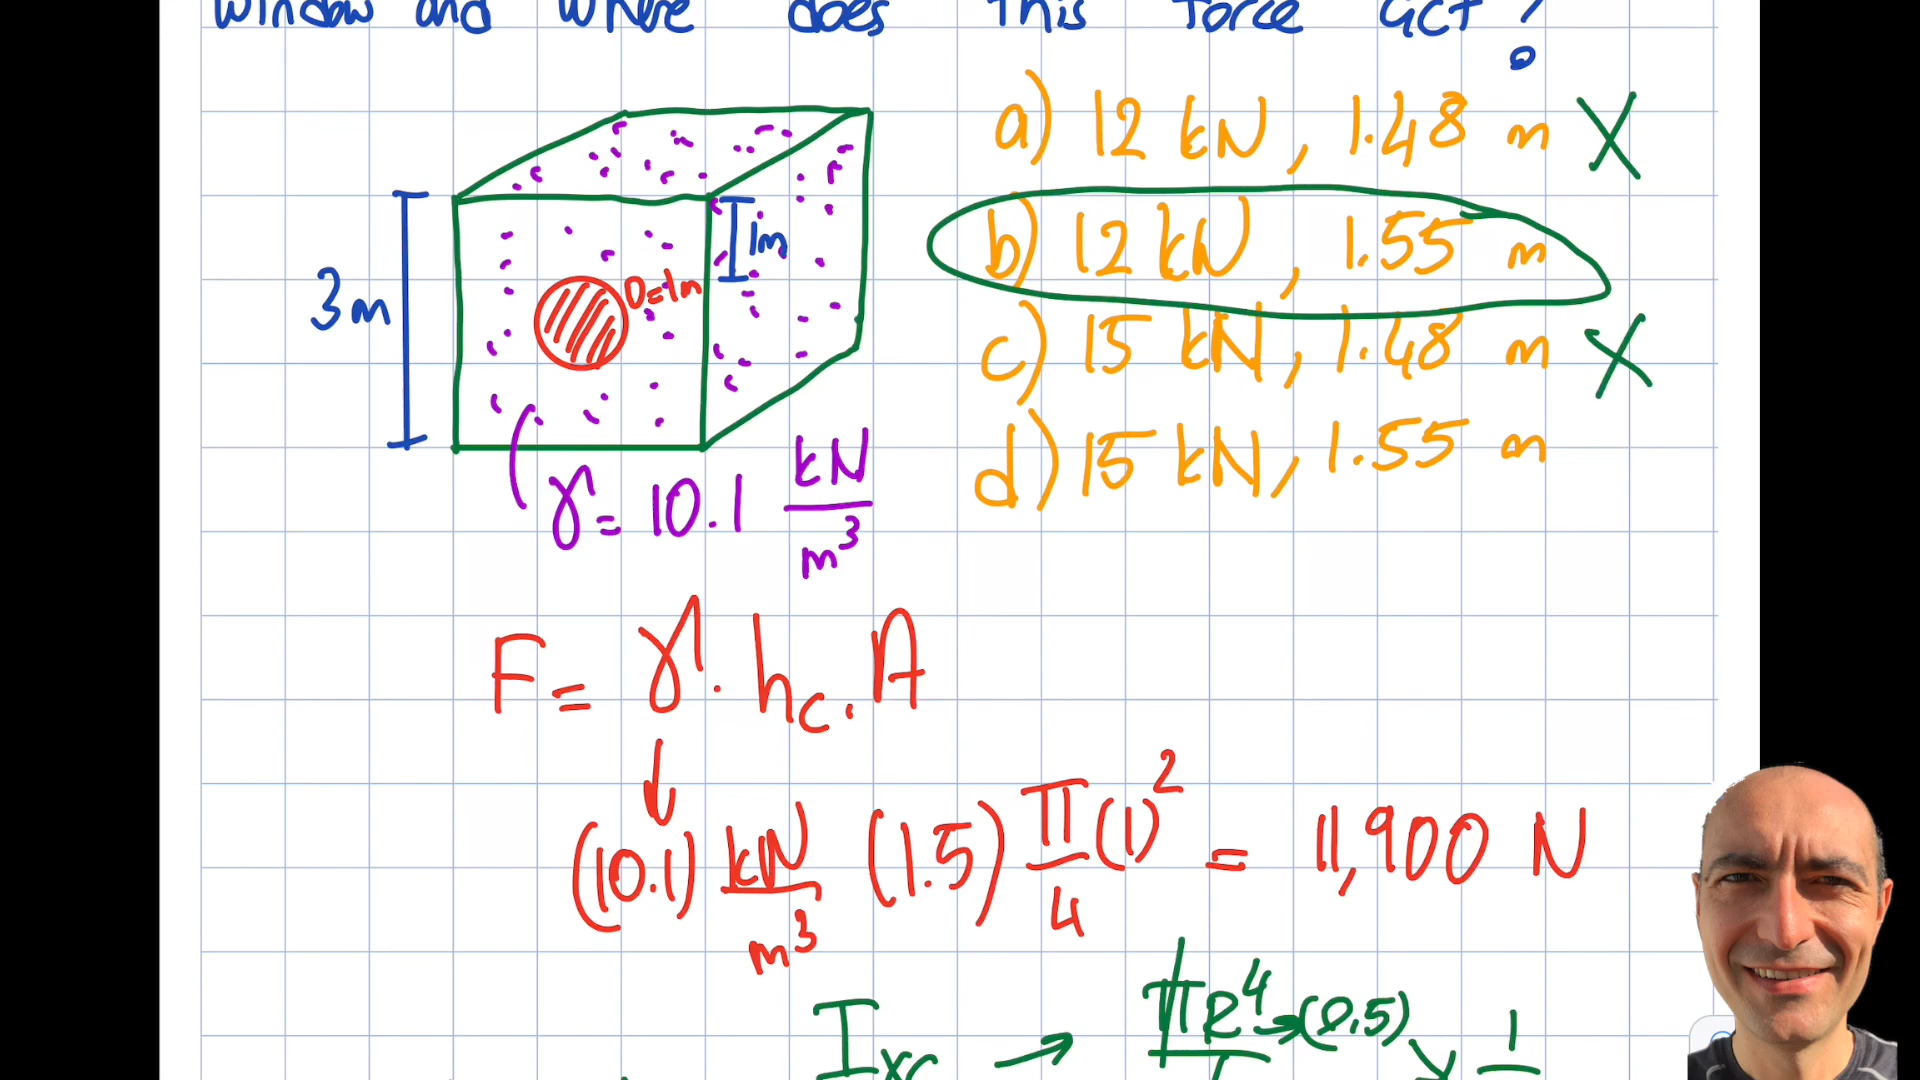 window and where does this force act?
a) 12 kN, 1.48 m X
b) 12 kN, 1.55 m
c) 15 kN, 1.48 m X
d) 15 kN, 1.55 m
3m
1m
D=1m
γ= 10.1 kN/m³
F= γ.hc.A
(10.1) kN/m³ (1.5) π/4 (1)² = 11,900 N
Ixc → πR⁴ → (0.5) 1